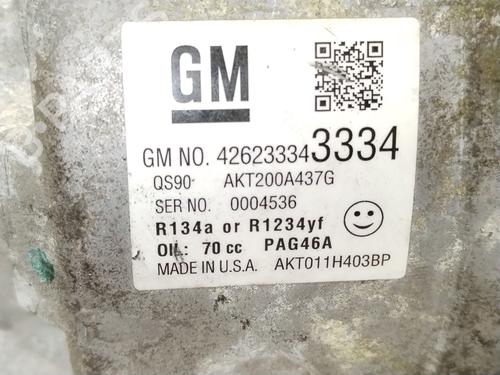 GM
GM NO. 42623334 3334
QS90 AKT200A437G
SER NO. 0004536
R134a or R1234yf
OIL: 70 cc PAG46A
MADE IN U.S.A. AKT011H403BP